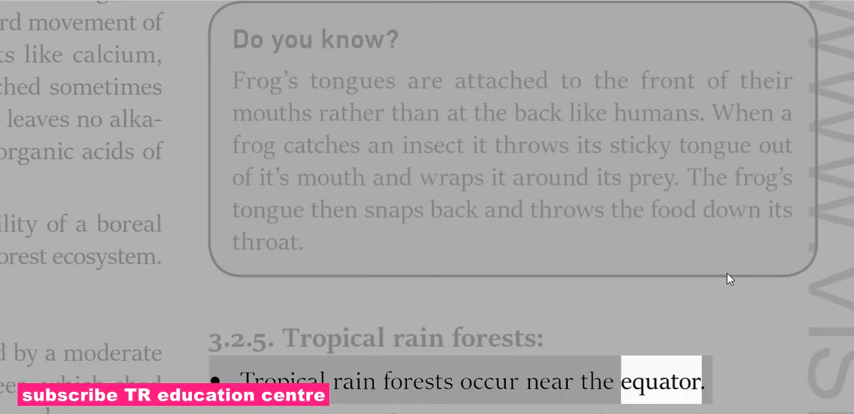 rd movement of
ts like calcium,
ched sometimes
leaves no alka-
organic acids of
ility of a boreal
orest ecosystem.
d by a moderate
Do you know?
Frog's tongues are attached to the front of their
mouths rather than at the back like humans. When a
frog catches an insect it throws its sticky tongue out
of it's mouth and wraps it around its prey. The frog's
tongue then snaps back and throws the food down its
throat.
3.2.5. Tropical rain forests:
• Tropical rain forests occur near the equator.
subscribe TR education centre